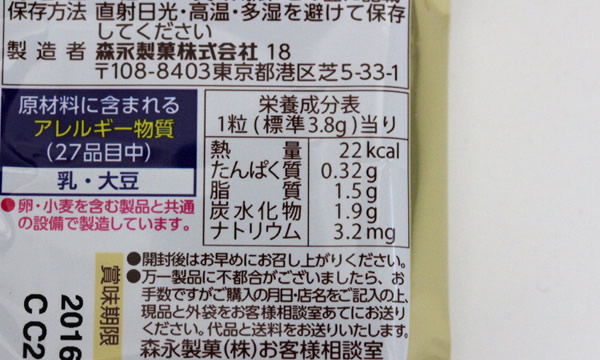 保存方法 直射日光・高温・多湿を避けて保存
してください
製造者 森永製菓株式会社 18
〒108-8403東京都港区芝5-33-1
原材料に含まれる
アレルギー物質
(27品目中)
乳・大豆
●卵・小麦を含む製品と共通
の設備で製造しています。
栄養成分表
1粒(標準3.8g)当り
熱量 22kcal
たんぱく質 0.32g
脂質 1.5g
炭水化物 1.9g
ナトリウム 3.2mg
●開封後はお早めにお召し上がりください。
●万一製品に不都合がございましたら、お
手数ですがご購入の月日・店名をご記入の上、
現品と外袋をお客様相談室あてにお送り
ください。代品と送料をお送りいたします。
森永製菓(株)お客様相談室
賞味期限
2016
C C2